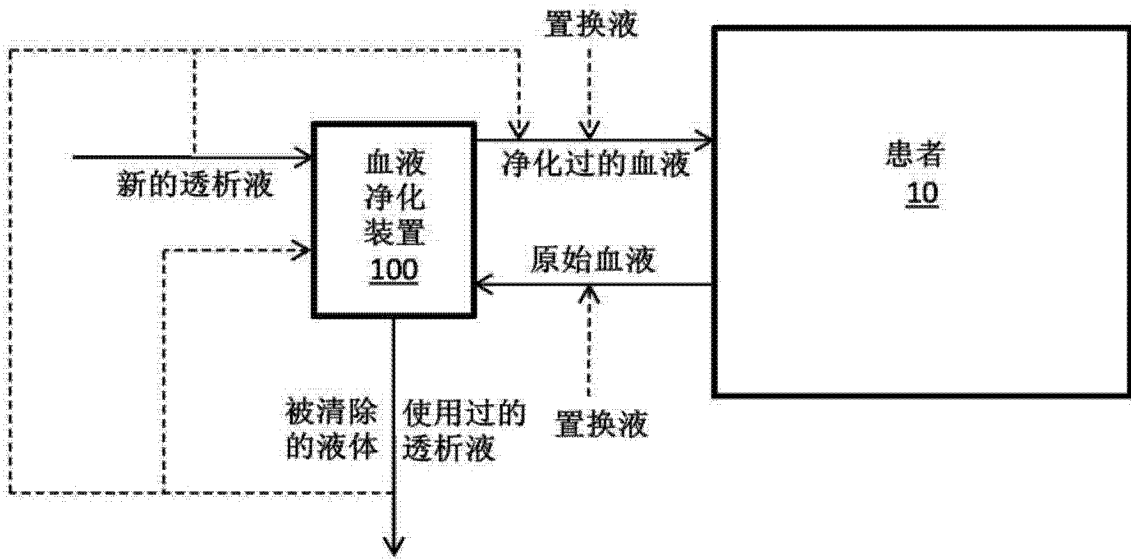 置换液
新的透析液
血液
净化
装置
100
净化过的血液
患者
10
原始血液
被清除
的液体
使用过的
透析液
置换液